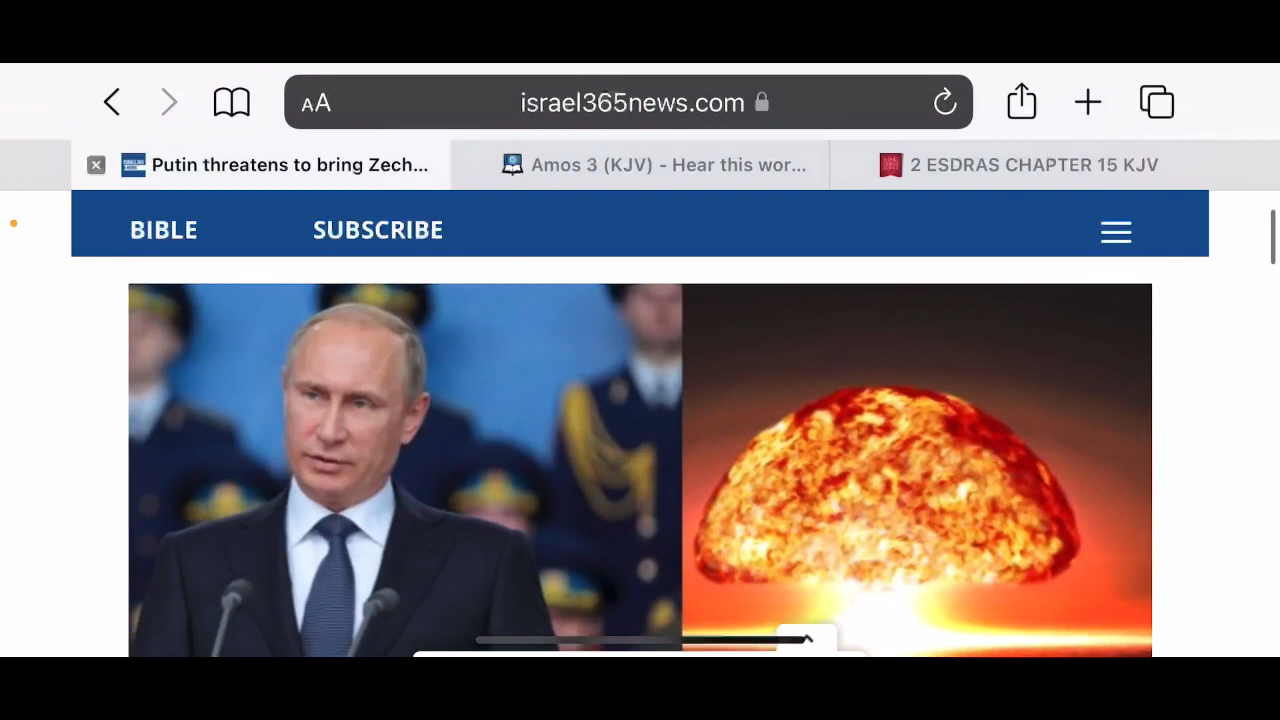 AA israel365news.com
Putin threatens to bring Zech... Amos 3 (KJV) - Hear this wor... 2 ESDRAS CHAPTER 15 KJV
BIBLE SUBSCRIBE